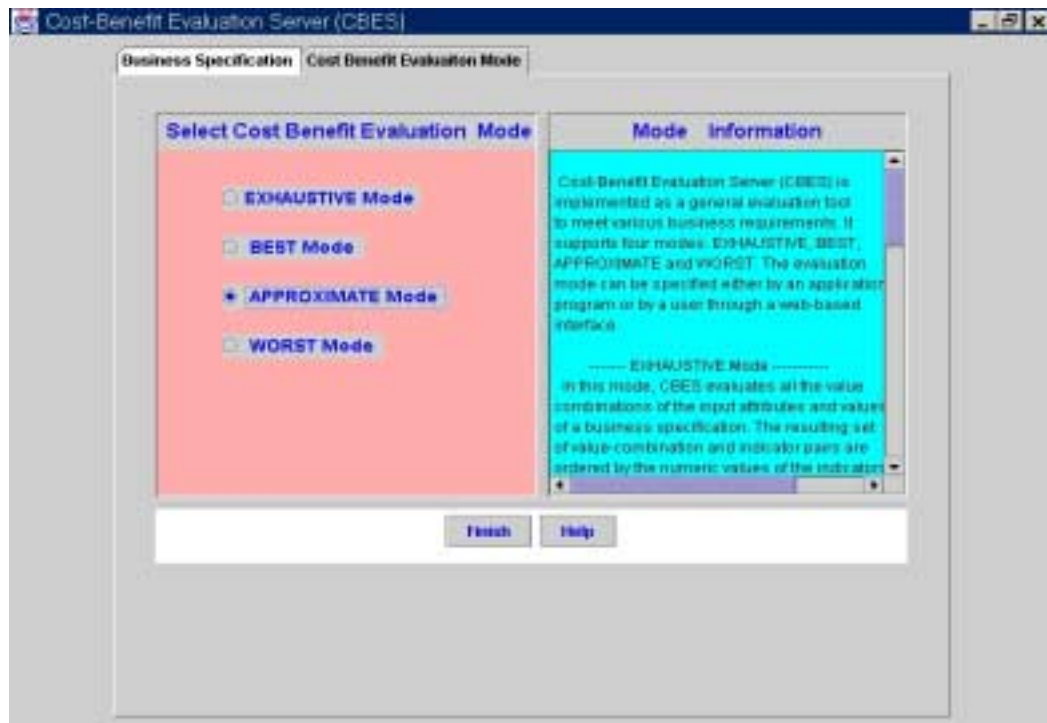 Cost-Benefit Evaluation Server (CBES)
Business Specification
Cost Benefit Evaluaiton Mode
Select Cost Benefit Evaluation Mode
EXHAUSTIVE Mode
BEST Mode
APPROXIMATE Mode
WORST Mode
Mode Information
Cost-Benefit Evaluation Server (CBES) is
implemented as a general evaluation tool
to meet various business requirements. It
supports four modes: EXHAUSTIVE, BEST,
APPROXIMATE and WORST. The evaluation
mode can be specified either by an application
program or by a user through a web-based
interface.
------- EXHAUSTIVE Mode -----------
In this mode, CBES evaluates all the value
combinations of the input attributes and values
of a business specification. The resulting set
of value-combination and indicator pairs are
ordered by the numeric values of the indicators
Finish
Help